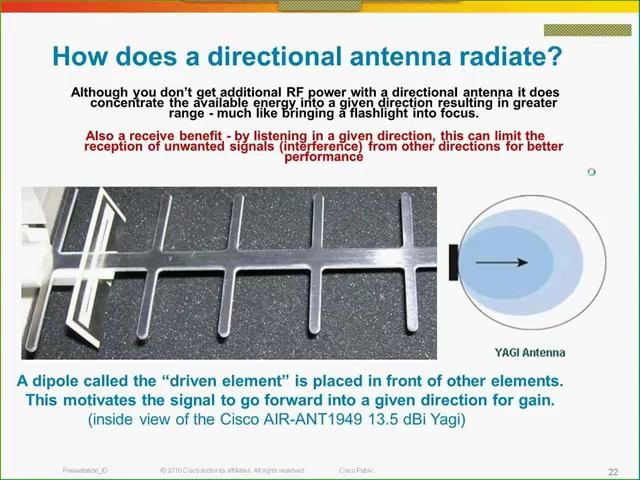 How does a directional antenna radiate?
Although you don’t get additional RF power with a directional antenna it does
concentrate the available energy into a given direction resulting in greater
range - much like bringing a flashlight into focus.
Also a receive benefit - by listening in a given direction, this can limit the
reception of unwanted signals (interference) from other directions for better
performance
YAGI Antenna
A dipole called the “driven element” is placed in front of other elements.
This motivates the signal to go forward into a given direction for gain.
(inside view of the Cisco AIR-ANT1949 13.5 dBi Yagi)
Presentation_ID © 2010 Cisco and/or its affiliates. All rights reserved. Cisco Public 22